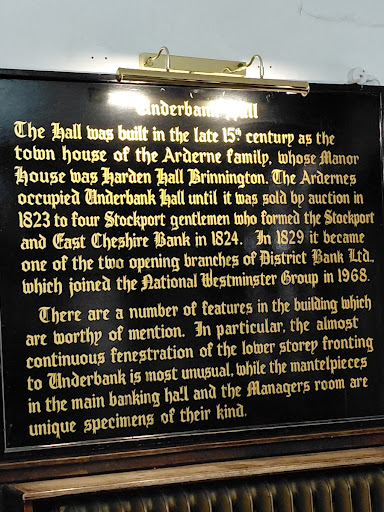 Underbank Hall
The Hall was built in the late 15th century as the
town house of the Arderne family, whose Manor
House was Harden Hall Brinnington. The Ardernes
occupied Underbank Hall until it was sold by auction in
1823 to four Stockport gentlemen who formed the Stockport
and East Cheshire Bank in 1824. In 1829 it became
one of the two opening branches of District Bank Ltd.,
which joined the National Westminster Group in 1968.
There are a number of features in the building which
are worthy of mention. In particular, the almost
continuous fenestration of the lower storey fronting
to Underbank is most unusual, while the mantelpieces
in the main banking hall and the Managers room are
unique specimens of their kind.